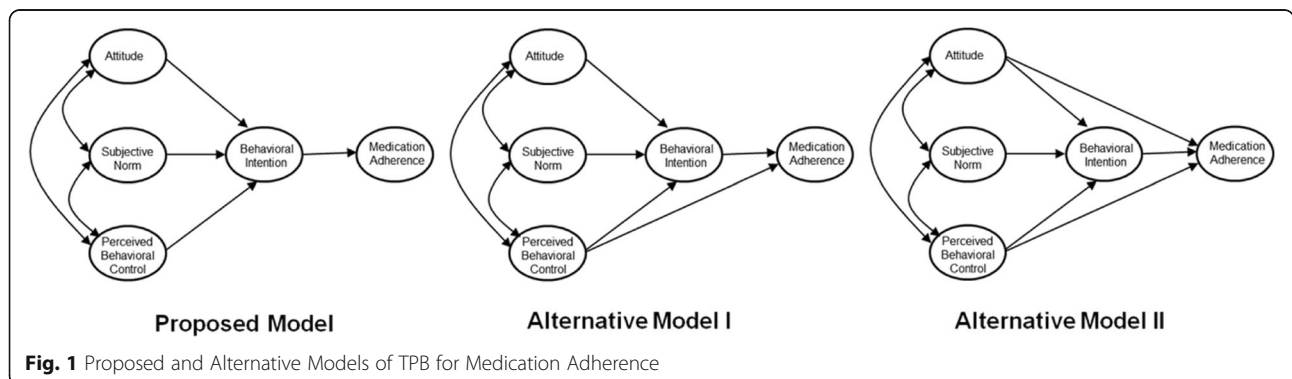 Attitude
Subjective
Norm
Perceived
Behavioral
Control
Behavioral
Intention
Medication
Adherence
Proposed Model
Attitude
Subjective
Norm
Perceived
Behavioral
Control
Behavioral
Intention
Medication
Adherence
Alternative Model I
Attitude
Subjective
Norm
Perceived
Behavioral
Control
Behavioral
Intention
Medication
Adherence
Alternative Model II
Fig. 1 Proposed and Alternative Models of TPB for Medication Adherence